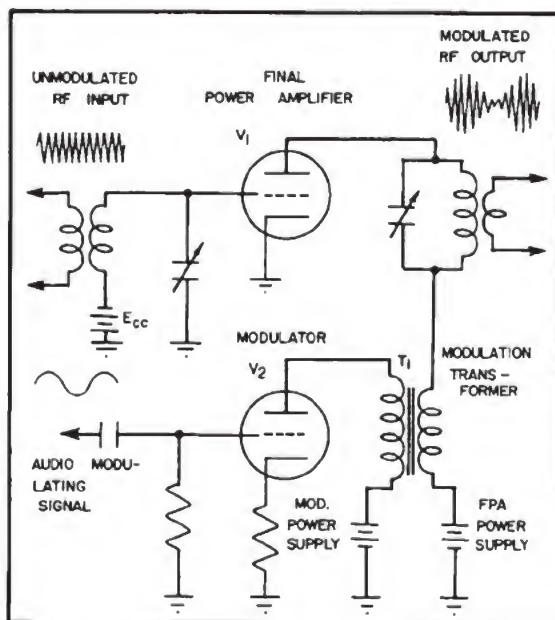 UNMODULATED
RF INPUT
FINAL
POWER AMPLIFIER
MODULATED
RF OUTPUT
V1
Ecc
MODULATOR
V2
T1
MODULATION
TRANS-
FORMER
AUDIO MODU-
LATING
SIGNAL
MOD.
POWER
SUPPLY
FPA
POWER
SUPPLY